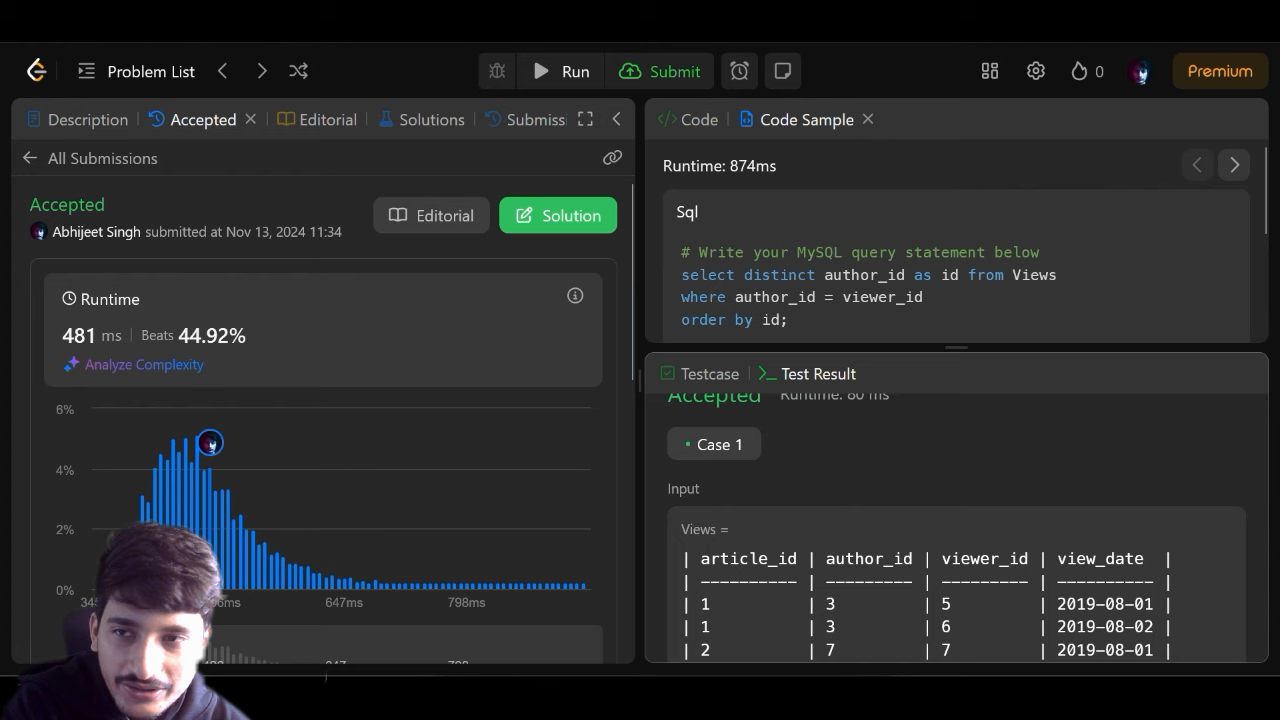 Problem List
Run
Submit
0
Premium
Description
Accepted
Editorial
Solutions
Submissi
All Submissions
Accepted
Abhijeet Singh submitted at Nov 13, 2024 11:34
Editorial
Solution
Runtime
481 ms | Beats 44.92%
Analyze Complexity
6%
4%
2%
0%
647ms
798ms
Code
Code Sample
Runtime: 874ms
Sql
# Write your MySQL query statement below
select distinct author_id as id from Views
where author_id = viewer_id
order by id;
Testcase
Test Result
Accepted Runtime: 80 ms
Case 1
Input
Views =
| article_id | author_id | viewer_id | view_date |
| ---------- | --------- | --------- | ---------- |
| 1 | 3 | 5 | 2019-08-01 |
| 1 | 3 | 6 | 2019-08-02 |
| 2 | 7 | 7 | 2019-08-01 |